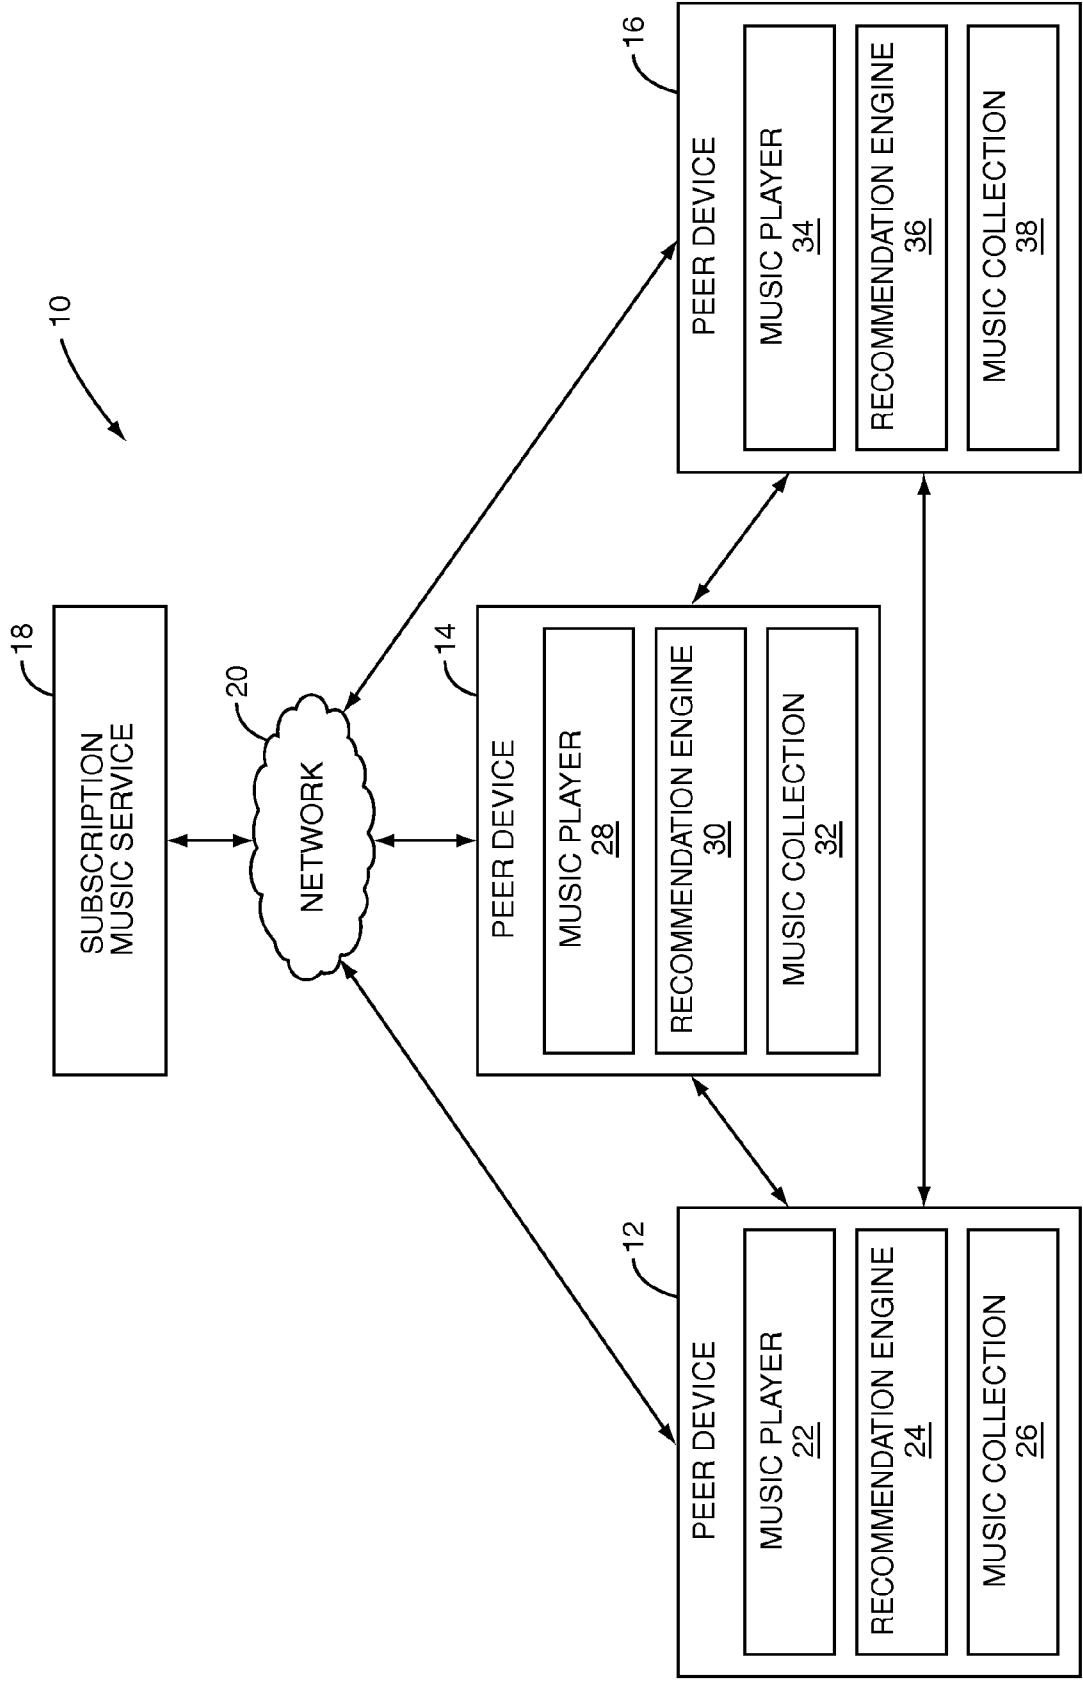 10
18
SUBSCRIPTION
MUSIC SERVICE
20
NETWORK
12
PEER DEVICE
MUSIC PLAYER
22
RECOMMENDATION ENGINE
24
MUSIC COLLECTION
26
14
PEER DEVICE
MUSIC PLAYER
28
RECOMMENDATION ENGINE
30
MUSIC COLLECTION
32
16
PEER DEVICE
MUSIC PLAYER
34
RECOMMENDATION ENGINE
36
MUSIC COLLECTION
38